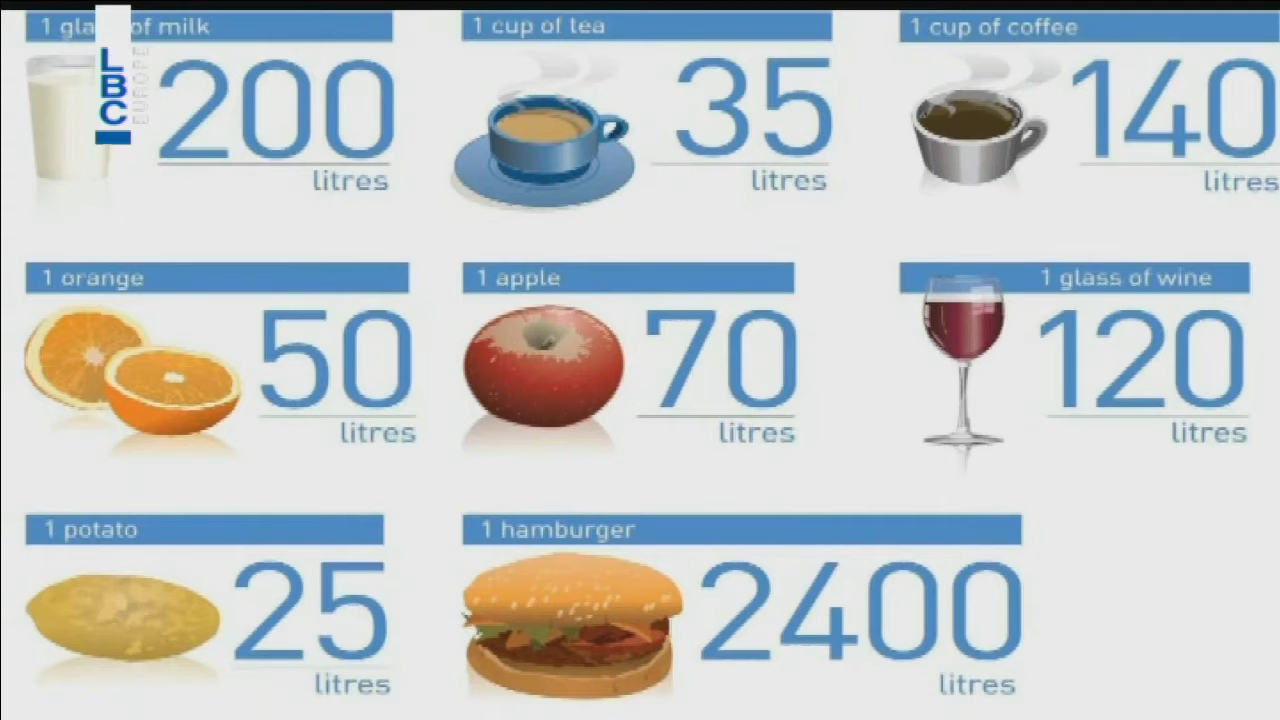 1 glass of milk
200
litres
1 cup of tea
35
litres
1 cup of coffee
140
litres
LBC
EUROPE
1 orange
50
litres
1 apple
70
litres
1 glass of wine
120
litres
1 potato
25
litres
1 hamburger
2400
litres